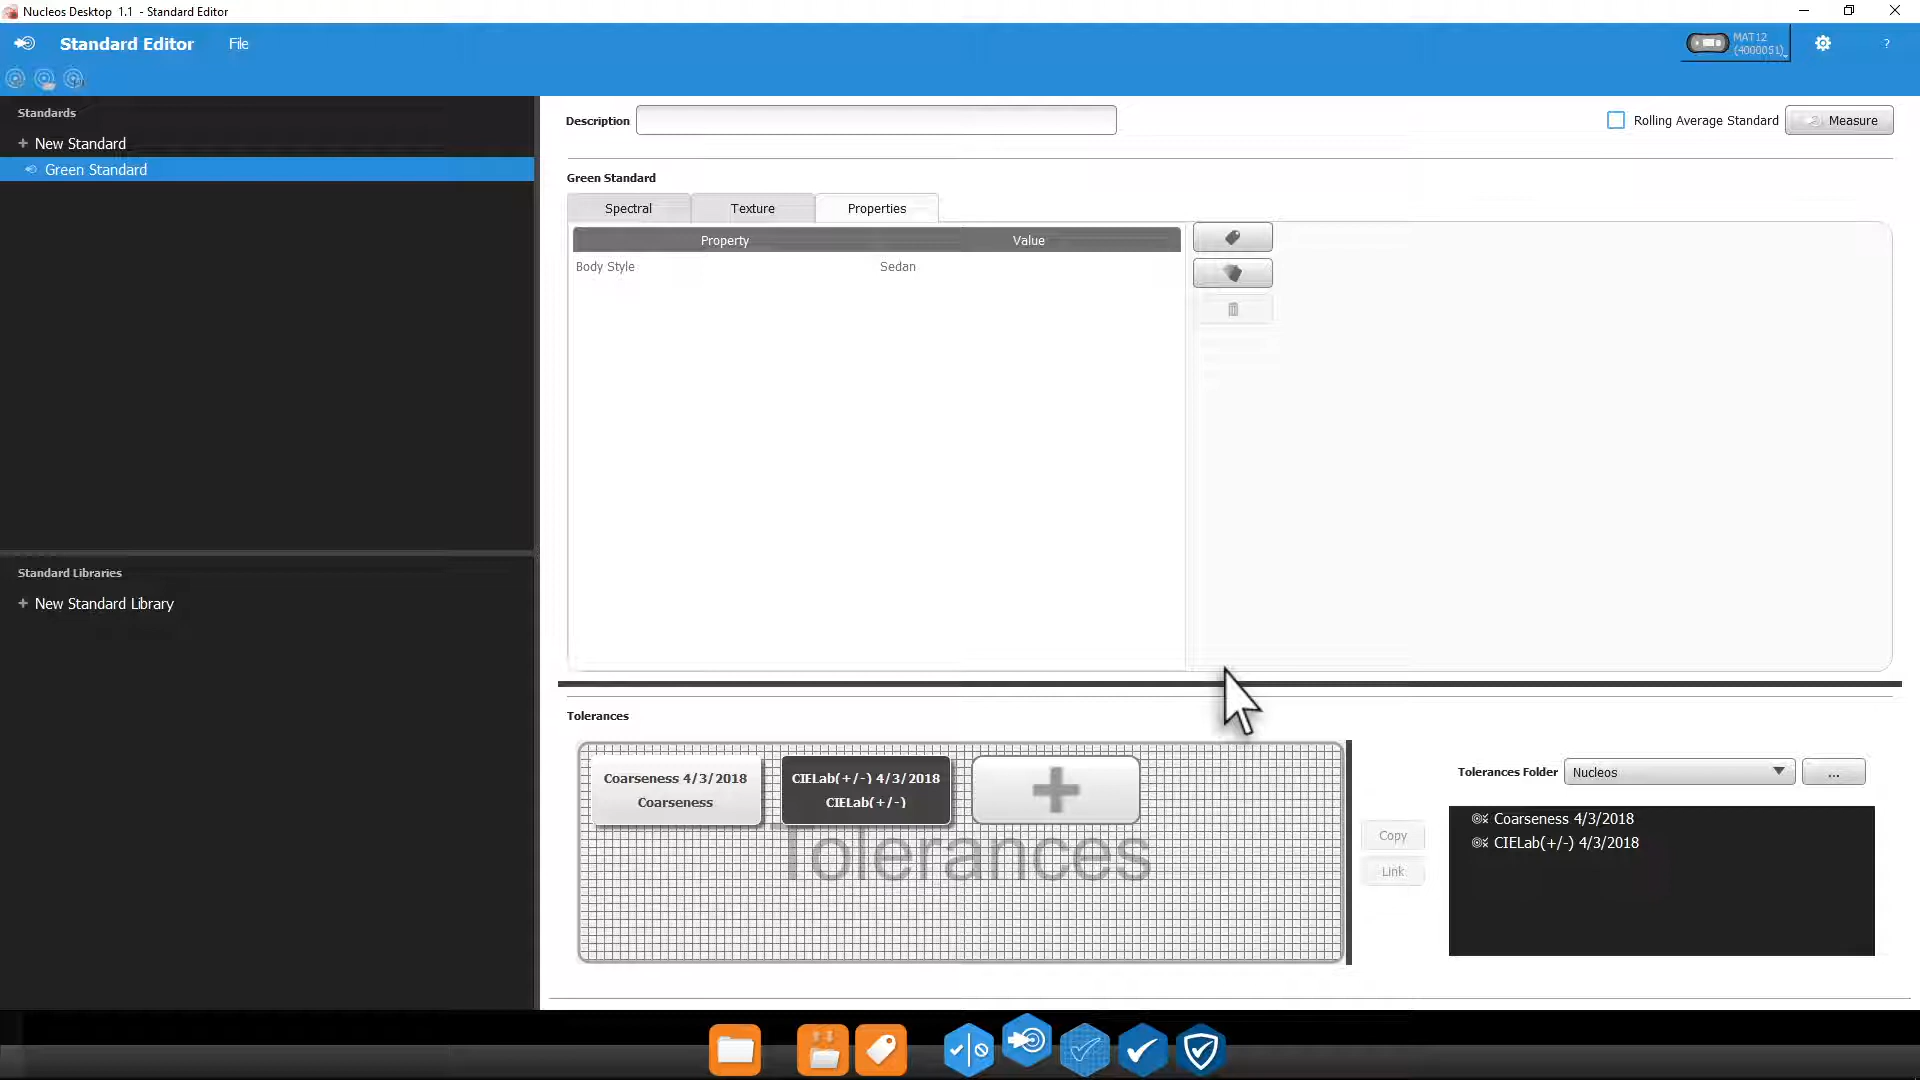 Nucleos Desktop 1.1 - Standard Editor
Standard Editor
File
MAT12
(4000051)
?
Standards
+ New Standard
Green Standard
Standard Libraries
+ New Standard Library
Description
Rolling Average Standard
Measure
Green Standard
Spectral
Texture
Properties
Property
Value
Body Style
Sedan
Tolerances
Coarseness 4/3/2018
Coarseness
CIELab(+/-) 4/3/2018
CIELab(+/-)
Tolerances
Copy
Link
Tolerances Folder
Nucleos
...
Coarseness 4/3/2018
CIELab(+/-) 4/3/2018